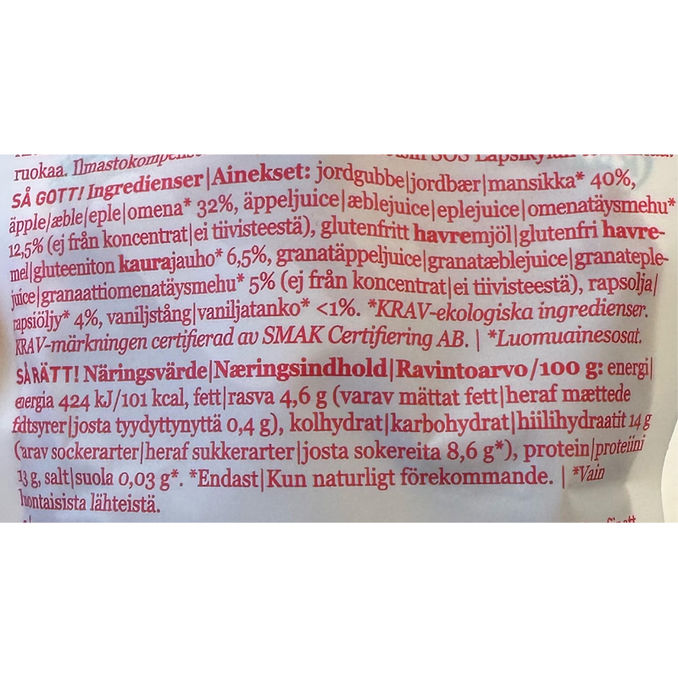 ruokaa. Ilmastokompense SOS Lapsikylä
SÅ GOTT! Ingredienser|Ainekset: jordgubbe|jordbær|mansikka* 40%,
äpple|æble|eple|omena* 32%, äppeljuice|æblejuice|eplejuice|omenatäysmehu*
12,5% (ej från koncentrat|ei tiivisteestä), glutenfritt havremjöl|glutenfri havre-
mel|gluteeniton kaurajauho* 6,5%, granatäppeljuice|granatæblejuice|granateple-
juice|granaattiomenatäysmehu* 5% (ej från koncentrat|ei tiivisteestä), rapsolja|
rapsiöljy* 4%, vaniljstång|vaniljatanko* <1%. *KRAV-ekologiska ingredienser.
KRAV-märkningen certifierad av SMAK Certifiering AB. | *Luomuainesosat.
SÅ RÄTT! Näringsvärde|Næringsindhold|Ravintoarvo/100 g: energi|
energia 424 kJ/101 kcal, fett|rasva 4,6 g (varav mättat fett|heraf mættede
fedtsyrer|josta tyydyttynyttä 0,4 g), kolhydrat|karbohydrat|hiilihydraatit 14 g
(varav sockerarter|heraf sukkerarter|josta sokereita 8,6 g*), protein|proteiini
g, salt|suola 0,03 g*. *Endast|Kun naturligt förekommande. | *Vain
luontaisista lähteistä.